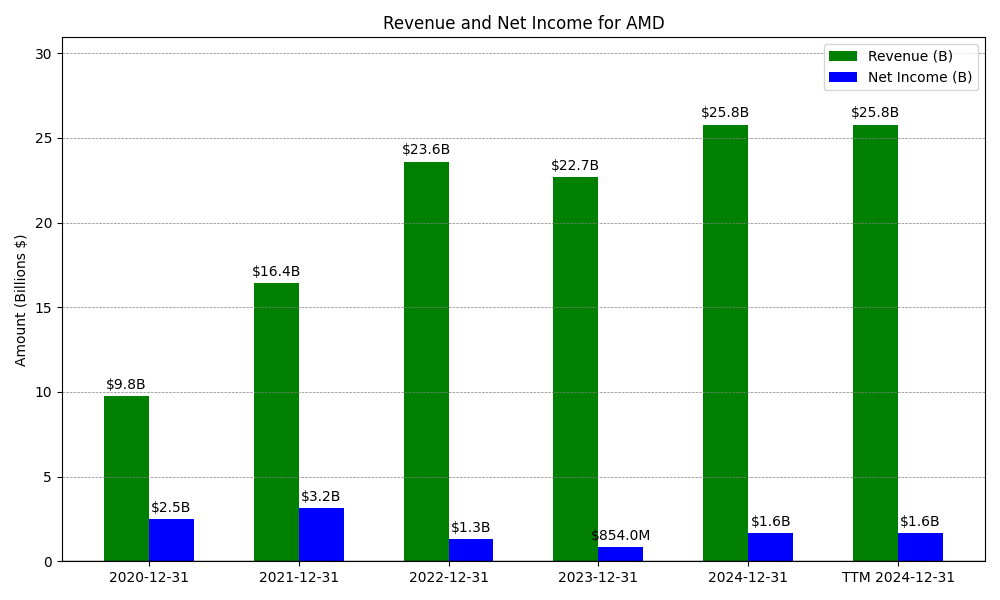 Revenue and Net Income for AMD
Revenue (B)
Net Income (B)
Amount (Billions $)
30
25
20
15
10
5
0
$9.8B
$2.5B
$16.4B
$3.2B
$23.6B
$1.3B
$22.7B
$854.0M
$25.8B
$1.6B
$25.8B
$1.6B
2020-12-31
2021-12-31
2022-12-31
2023-12-31
2024-12-31
TTM 2024-12-31